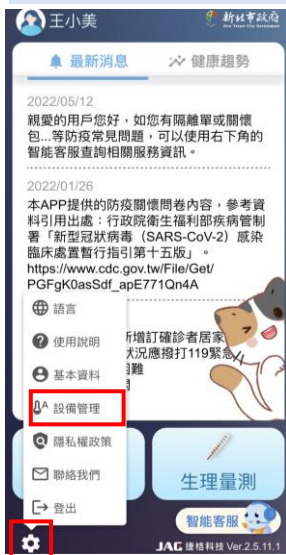 王小美
新北市政府
New Taipei City Government
最新消息
健康趨勢
2022/05/12
親愛的用戶您好，如您有隔離單或關懷
包...等防疫常見問題，可以使用右下角的
智能客服查詢相關服務資訊。
2022/01/26
本APP提供的防疫關懷問卷內容，參考資
料引用出處：行政院衛生福利部疾病管制
署「新型冠狀病毒（SARS-CoV-2）感染
臨床處置暫行指引第十五版」。
https://www.cdc.gov.tw/File/Get/
PGFgK0asSdf_apE771Qn4A
新增訂確診者居家
狀況應撥打119緊急
困難
語言
使用說明
基本資料
設備管理
隱私權政策
聯絡我們
登出
生理量測
智能客服
JAG 捷格科技 Ver.2.5.11.1